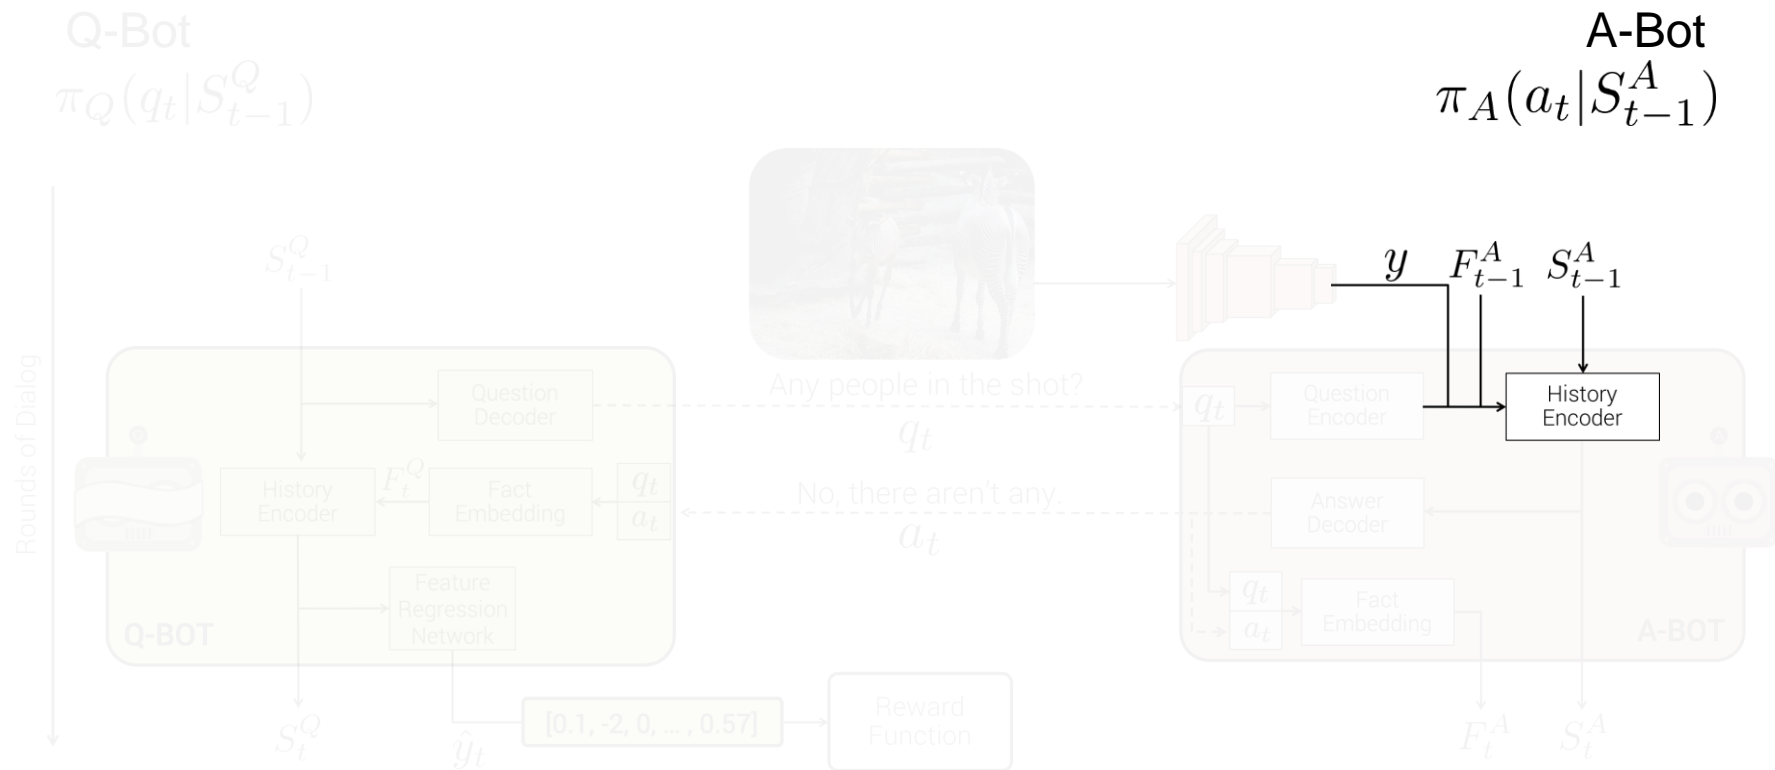 Q-Bot
π_Q(q_t|S^Q_{t-1})
A-Bot
π_A(a_t|S^A_{t-1})
Rounds of Dialog
S^Q_{t-1}
Question
Decoder
History
Encoder
F^Q_t
Fact
Embedding
q_t
a_t
Feature
Regression
Network
Q-BOT
S^Q_t
ŷ_t
[0.1, -2, 0, ... , 0.57]
Reward
Function
Any people in the shot?
q_t
No, there aren't any.
a_t
y
F^A_{t-1}
S^A_{t-1}
q_t
Question
Encoder
History
Encoder
Answer
Decoder
q_t
a_t
Fact
Embedding
A-BOT
F^A_t
S^A_t